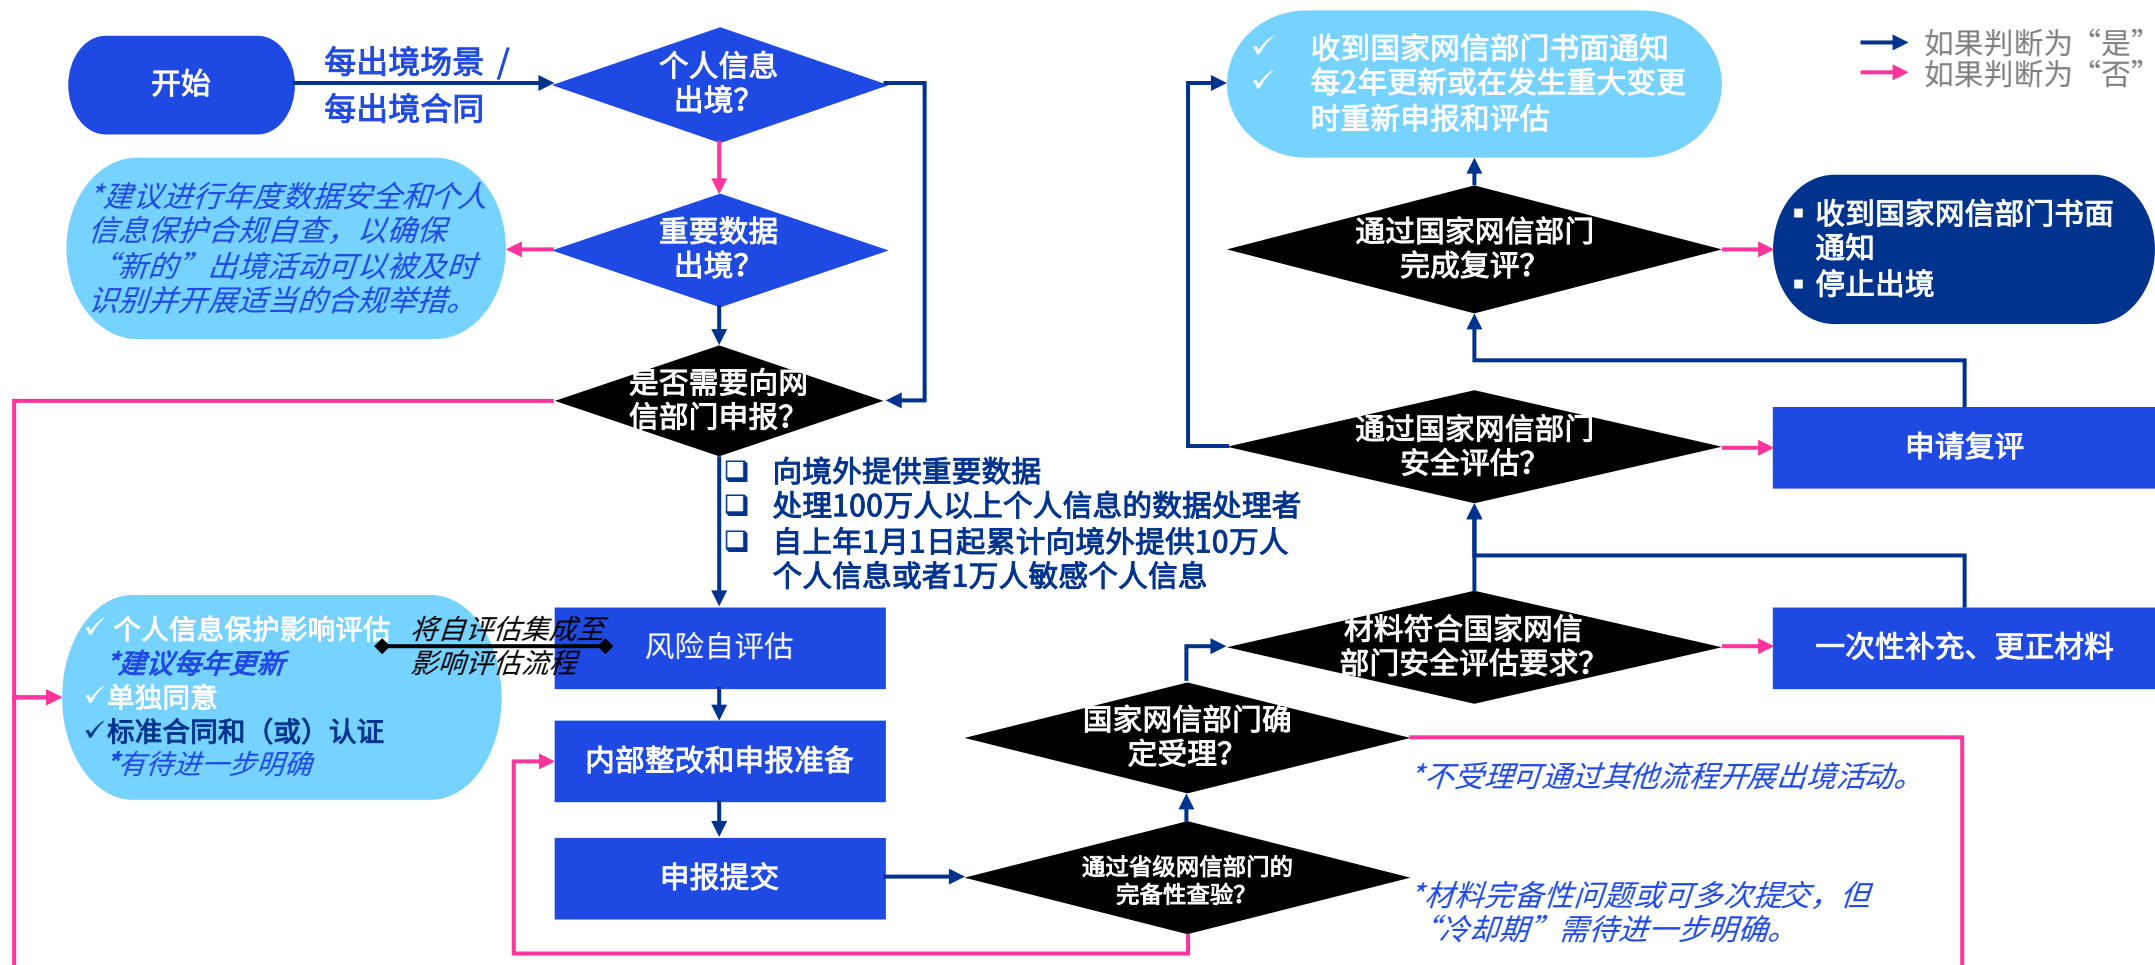 开始
每出境场景 /
每出境合同
个人信息
出境？
*建议进行年度数据安全和个人
信息保护合规自查，以确保
“新的”出境活动可以被及时
识别并开展适当的合规举措。
重要数据
出境？
是否需要向网
信部门申报？
❑ 向境外提供重要数据
❑ 处理100万人以上个人信息的数据处理者
❑ 自上年1月1日起累计向境外提供10万人
个人信息或者1万人敏感个人信息
✓ 个人信息保护影响评估
*建议每年更新
✓单独同意
✓标准合同和（或）认证
*有待进一步明确
将自评估集成至
影响评估流程
风险自评估
内部整改和申报准备
申报提交
通过省级网信部门的
完备性查验？
*材料完备性问题或可多次提交，但
“冷却期”需待进一步明确。
国家网信部门确
定受理？
*不受理可通过其他流程开展出境活动。
材料符合国家网信
部门安全评估要求？
一次性补充、更正材料
通过国家网信部门
安全评估？
申请复评
通过国家网信部门
完成复评？
▪ 收到国家网信部门书面
通知
▪ 停止出境
✓ 收到国家网信部门书面通知
✓ 每2年更新或在发生重大变更
时重新申报和评估
如果判断为“是”
如果判断为“否”